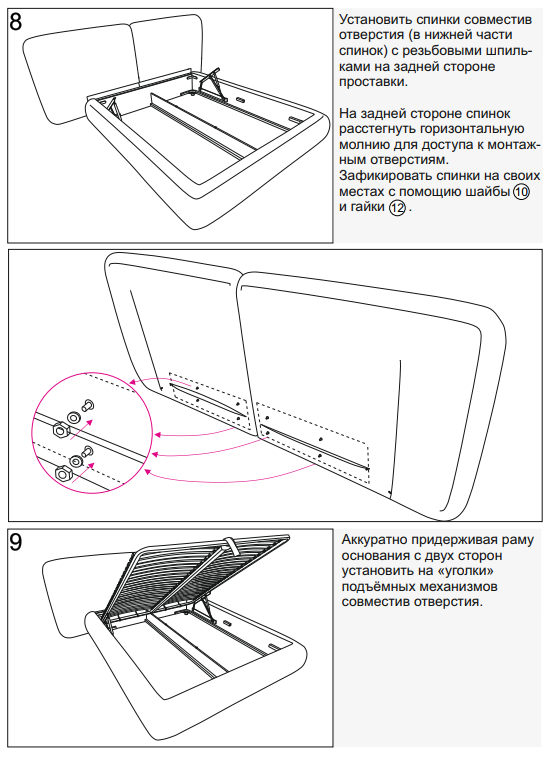 8
Установить спинки совместив
отверстия (в нижней части
спинок) с резьбовыми шпиль-
ками на задней стороне
проставки.
На задней стороне спинок
расстегнуть горизонтальную
молнию для доступа к монтаж-
ным отверстиям.
Зафикировать спинки на своих
местах с помощию шайбы 10
и гайки 12 .
9
Аккуратно придерживая раму
основания с двух сторон
установить на «уголки»
подъёмных механизмов
совместив отверстия.